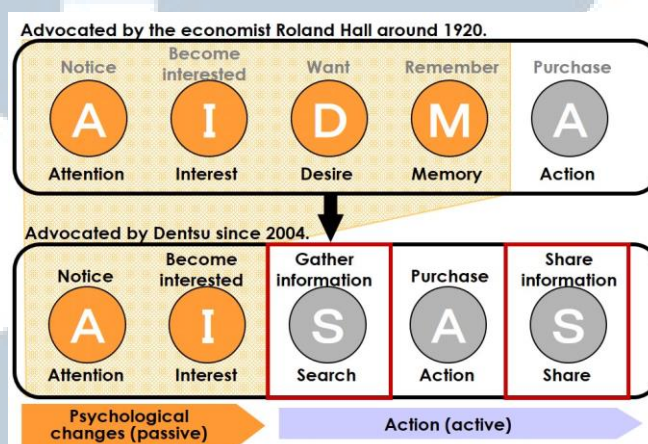 Advocated by the economist Roland Hall around 1920.
Notice
Become
interested
Want
Remember
Purchase
A
I
D
M
A
Attention
Interest
Desire
Memory
Action
Advocated by Dentsu since 2004.
Notice
Become
interested
Gather
information
Purchase
Share
information
A
I
S
A
S
Attention
Interest
Search
Action
Share
Psychological
changes (passive)
Action (active)